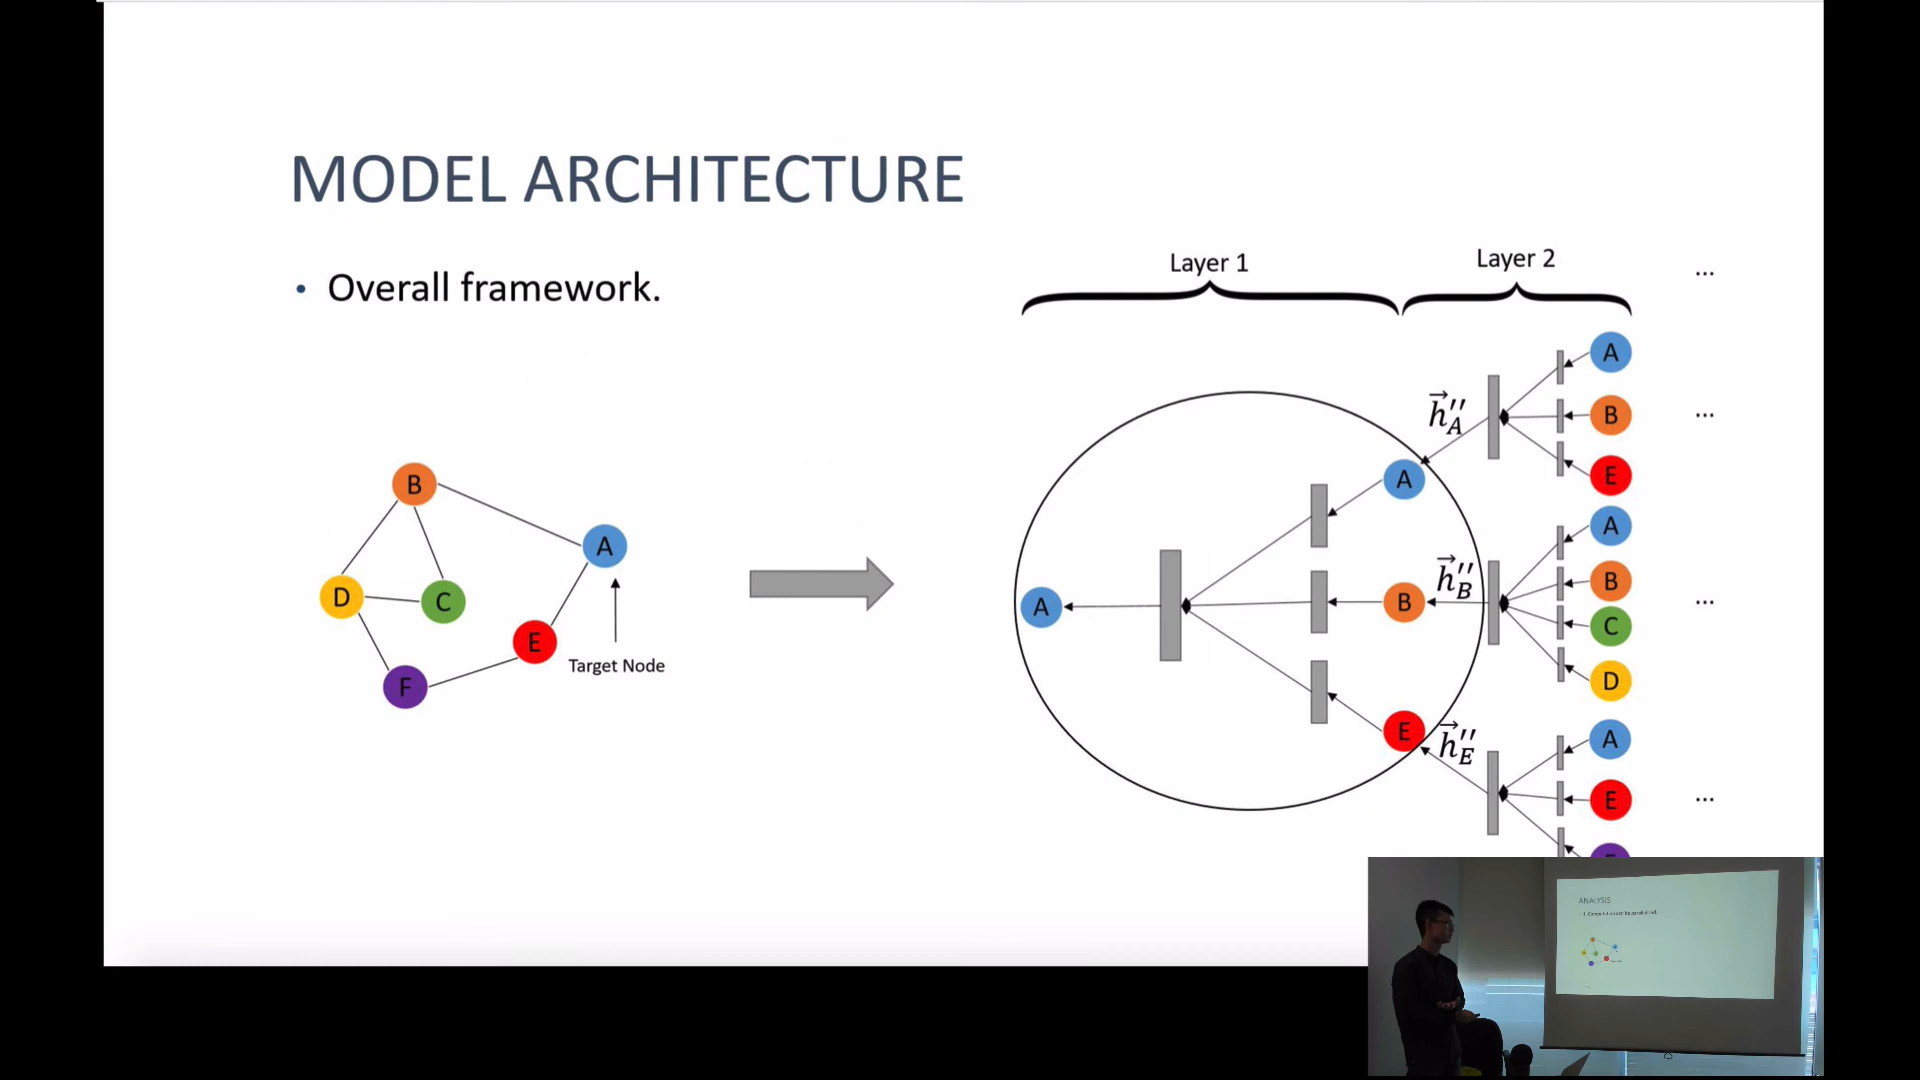 MODEL ARCHITECTURE
• Overall framework.
Layer 1
Layer 2
...
A
B
E
...
A
B
C
D
...
A
E
...
h⃗''_A
h⃗''_B
h⃗''_E
A
B
E
A
B
A
D
C
E
F
Target Node
ANALYSIS